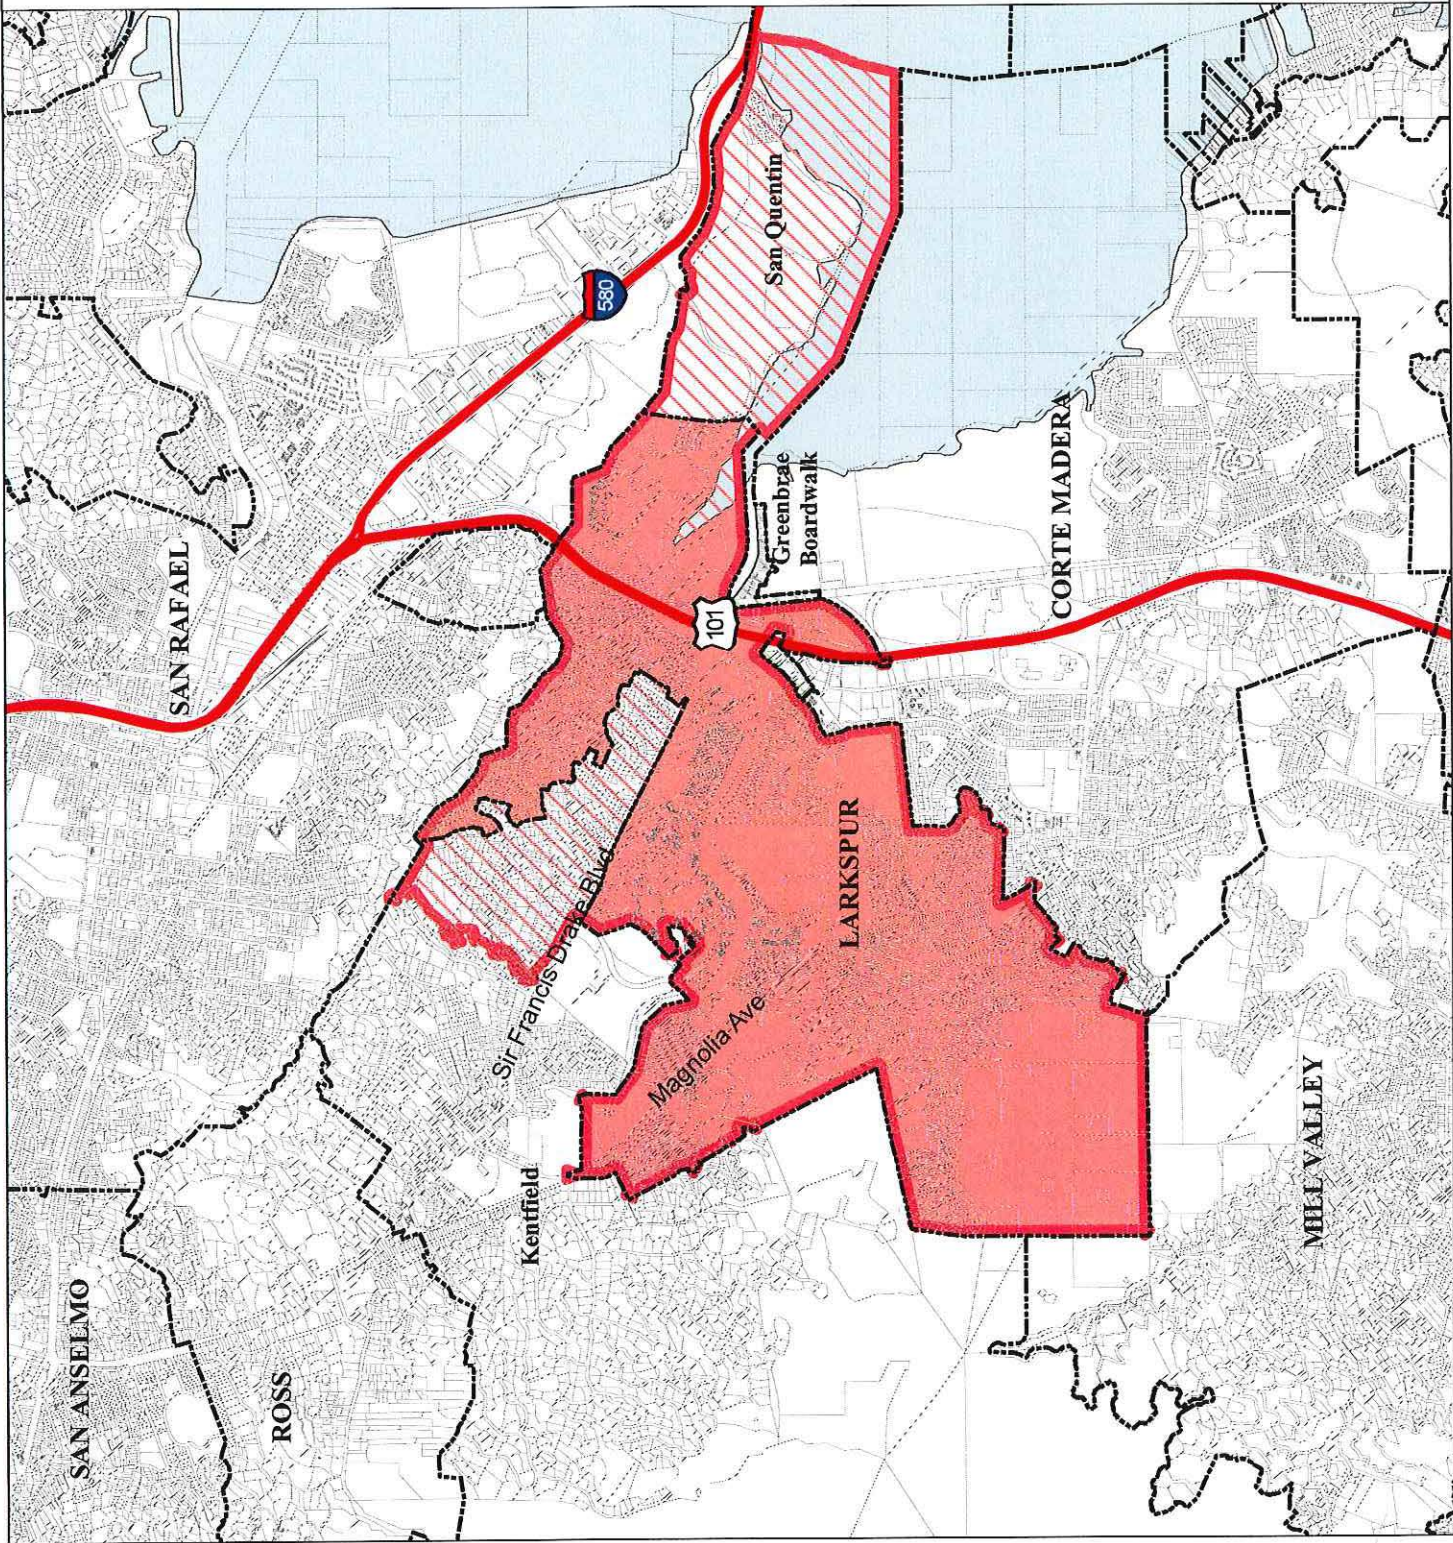 SAN ANSELMO
ROSS
SAN RAFAEL
580
San Quentin
Kentfield
Sir Francis Drake Blvd
Magnolia Ave
101
Greenbrae
Boardwalk
LARKSPUR
CORTE MADERA
MILL VALLEY